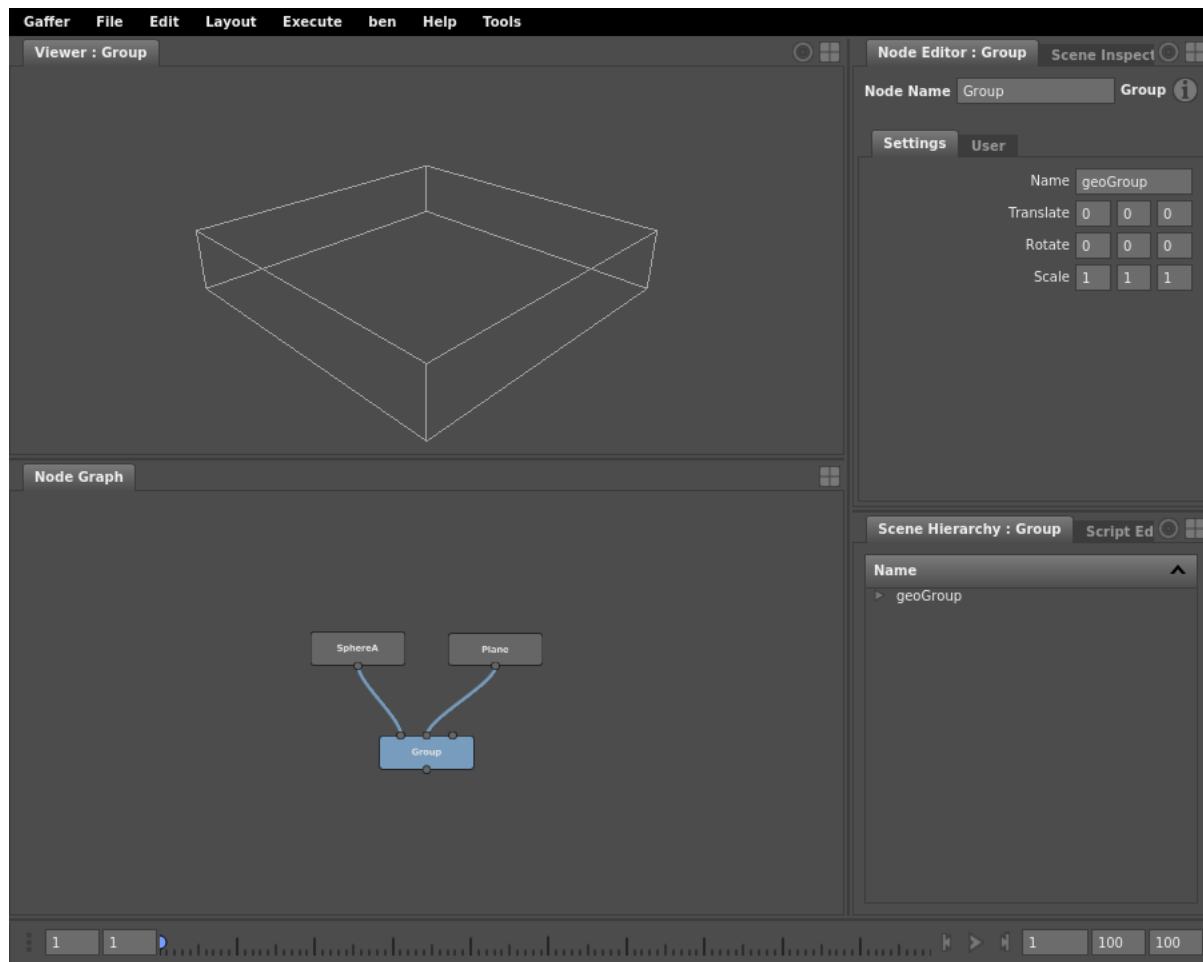 Gaffer File Edit Layout Execute ben Help Tools
Viewer : Group
Node Editor : Group Scene Inspect
Node Name Group Group
Settings User
Name geoGroup
Translate 0 0 0
Rotate 0 0 0
Scale 1 1 1
Node Graph
SphereA Plane
Group
Scene Hierarchy : Group Script Ed
Name
geoGroup
1 1 1 100 100